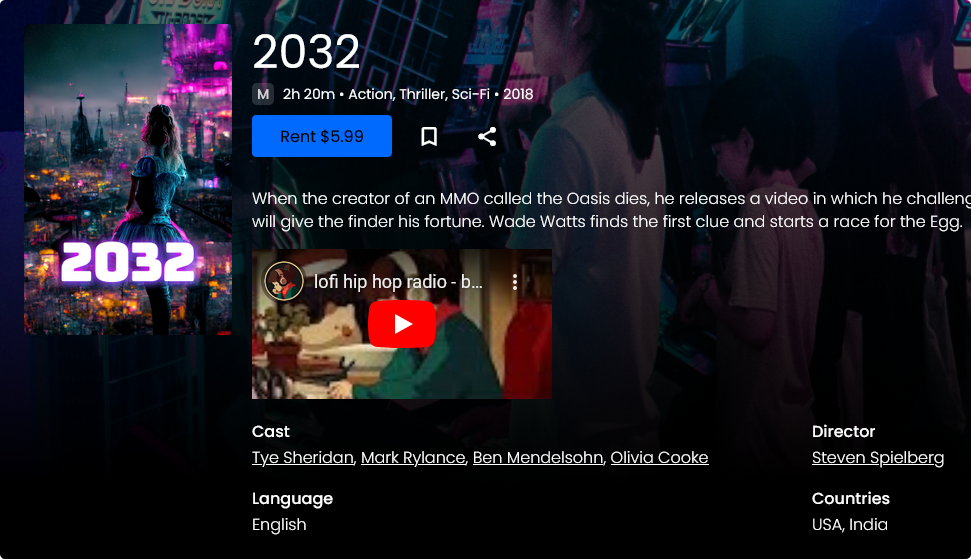 2032
M 2h 20m • Action, Thriller, Sci-Fi • 2018
Rent $5.99
2032
When the creator of an MMO called the Oasis dies, he releases a video in which he challeng
will give the finder his fortune. Wade Watts finds the first clue and starts a race for the Egg.
lofi hip hop radio - b...
Cast
Tye Sheridan, Mark Rylance, Ben Mendelsohn, Olivia Cooke
Director
Steven Spielberg
Language
English
Countries
USA, India